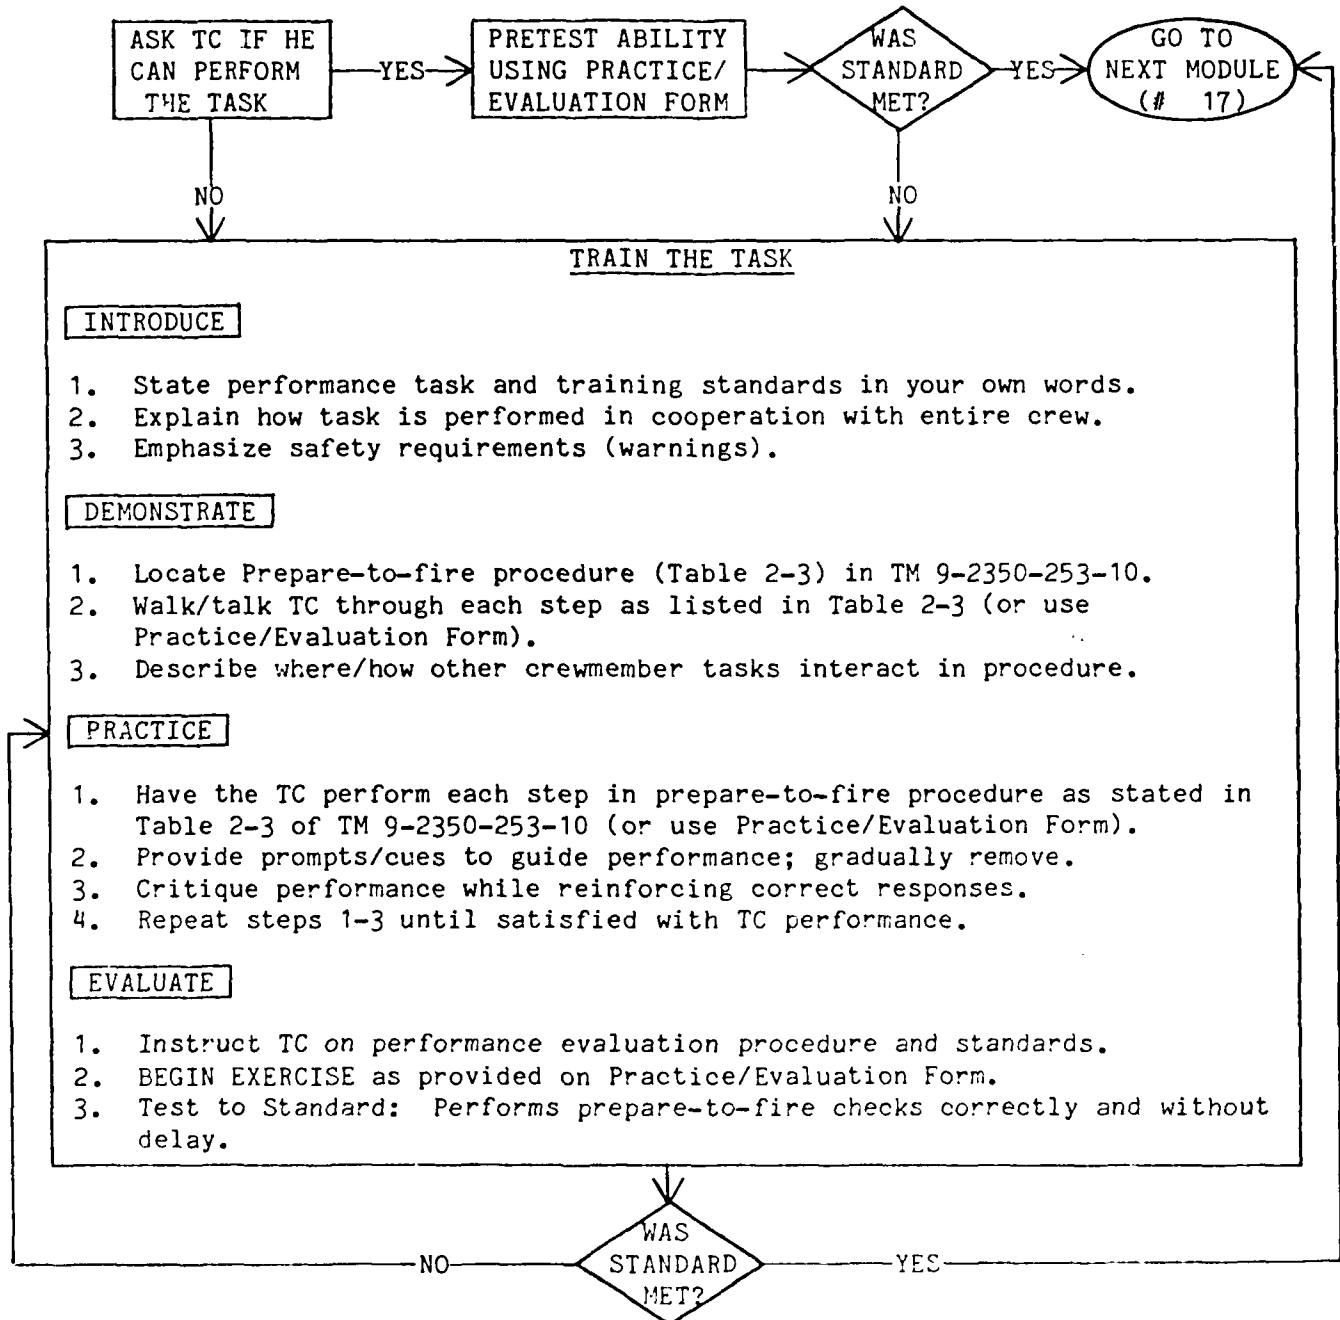 ASK TC IF HE
CAN PERFORM
THE TASK
YES
PRETEST ABILITY
USING PRACTICE/
EVALUATION FORM
WAS
STANDARD
MET?
YES
GO TO
NEXT MODULE
(# 17)
NO
NO
TRAIN THE TASK
INTRODUCE
1. State performance task and training standards in your own words.
2. Explain how task is performed in cooperation with entire crew.
3. Emphasize safety requirements (warnings).
DEMONSTRATE
1. Locate Prepare-to-fire procedure (Table 2-3) in TM 9-2350-253-10.
2. Walk/talk TC through each step as listed in Table 2-3 (or use
Practice/Evaluation Form).
3. Describe where/how other crewmember tasks interact in procedure.
PRACTICE
1. Have the TC perform each step in prepare-to-fire procedure as stated in
Table 2-3 of TM 9-2350-253-10 (or use Practice/Evaluation Form).
2. Provide prompts/cues to guide performance; gradually remove.
3. Critique performance while reinforcing correct responses.
4. Repeat steps 1-3 until satisfied with TC performance.
EVALUATE
1. Instruct TC on performance evaluation procedure and standards.
2. BEGIN EXERCISE as provided on Practice/Evaluation Form.
3. Test to Standard: Performs prepare-to-fire checks correctly and without
delay.
WAS
STANDARD
MET?
NO
YES